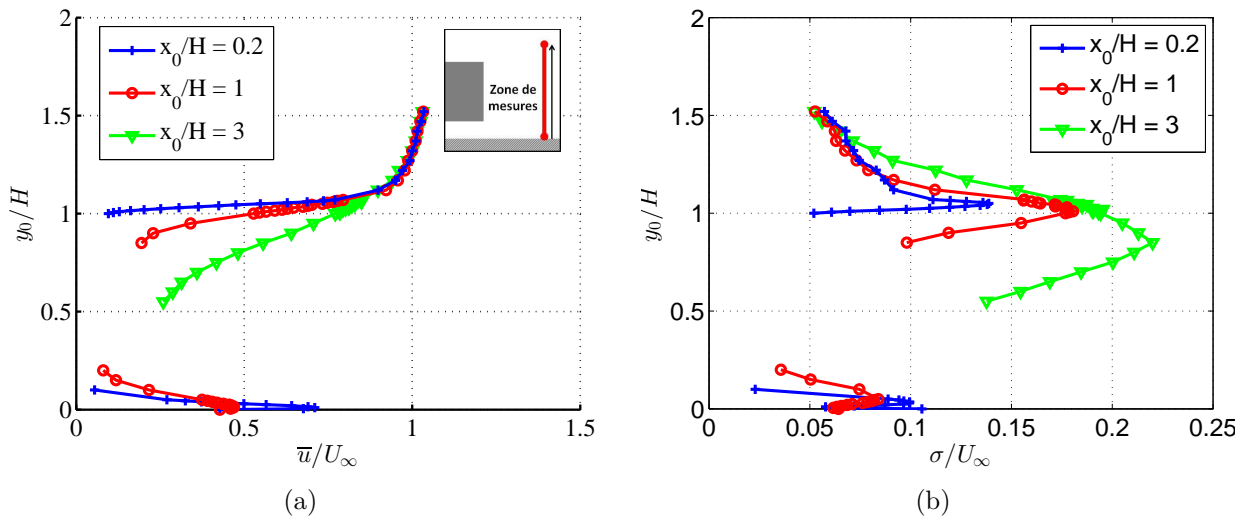 2
1.5
1
0.5
0
y₀/H
x₀/H = 0.2
x₀/H = 1
x₀/H = 3
Zone de
mesures
0 0.5 1 1.5
u̅/U∞
(a)
2
1.5
1
0.5
0
y₀/H
x₀/H = 0.2
x₀/H = 1
x₀/H = 3
0 0.05 0.1 0.15 0.2 0.25
σ/U∞
(b)